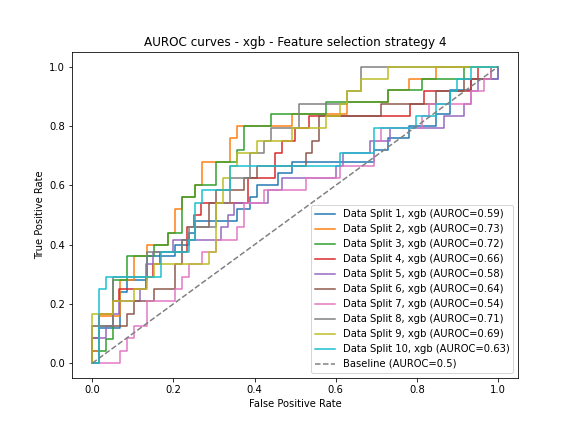 AUROC curves - xgb - Feature selection strategy 4
True Positive Rate
1.0
0.8
0.6
0.4
0.2
0.0
Data Split 1, xgb (AUROC=0.59)
Data Split 2, xgb (AUROC=0.73)
Data Split 3, xgb (AUROC=0.72)
Data Split 4, xgb (AUROC=0.66)
Data Split 5, xgb (AUROC=0.58)
Data Split 6, xgb (AUROC=0.64)
Data Split 7, xgb (AUROC=0.54)
Data Split 8, xgb (AUROC=0.71)
Data Split 9, xgb (AUROC=0.69)
Data Split 10, xgb (AUROC=0.63)
Baseline (AUROC=0.5)
0.0 0.2 0.4 0.6 0.8 1.0
False Positive Rate